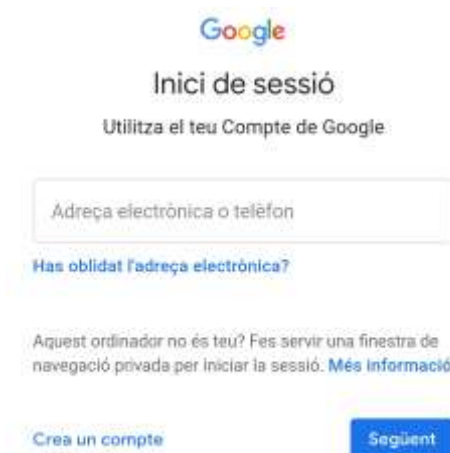 Google
Inici de sessió
Utilitza el teu Compte de Google
Adreça electrònica o telèfon
Has oblidat l'adreça electrònica?
Aquest ordinador no és teu? Fes servir una finestra de
navegació privada per iniciar la sessió. Més informació
Crea un compte
Següent